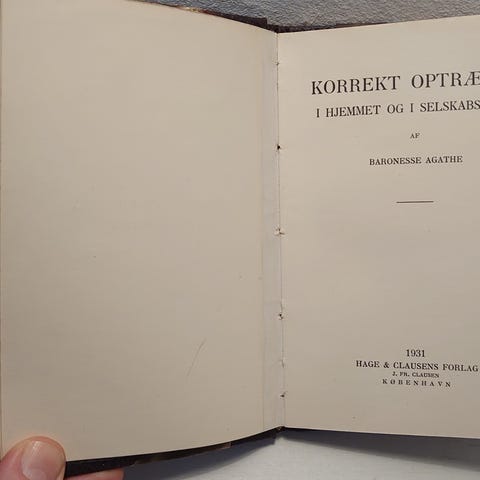 KORREKT OPTRÆ
I HJEMMET OG I SELSKABS
AF
BARONESSE AGATHE
1931
HAGE & CLAUSENS FORLAG
J. FR. CLAUSEN
KØBENHAVN